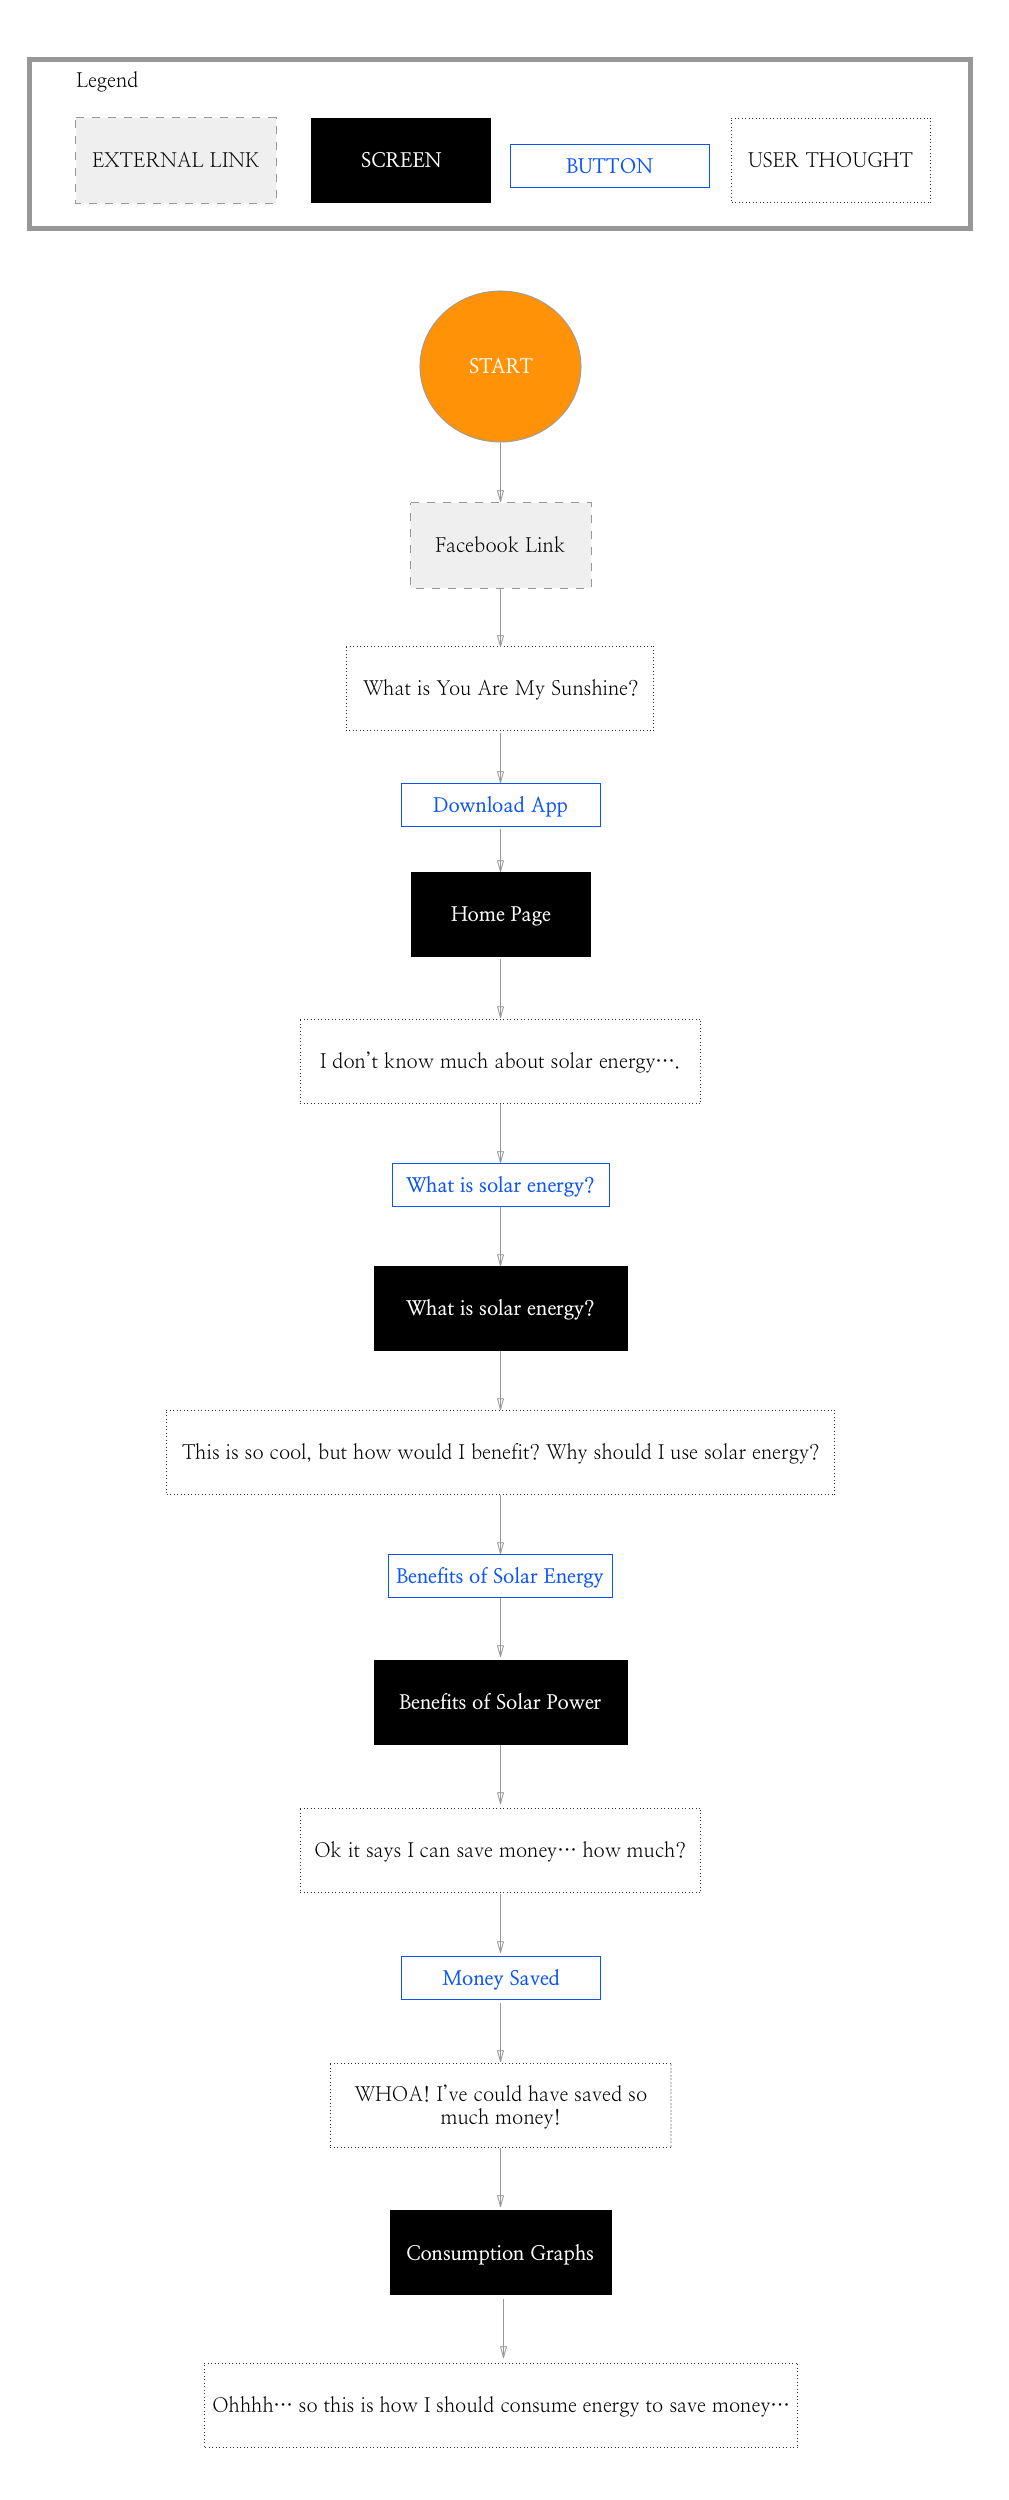 Legend
EXTERNAL LINK
SCREEN
BUTTON
USER THOUGHT
START
Facebook Link
What is You Are My Sunshine?
Download App
Home Page
I don't know much about solar energy….
What is solar energy?
What is solar energy?
This is so cool, but how would I benefit? Why should I use solar energy?
Benefits of Solar Energy
Benefits of Solar Power
Ok it says I can save money… how much?
Money Saved
WHOA! I've could have saved so
much money!
Consumption Graphs
Ohhhh… so this is how I should consume energy to save money…